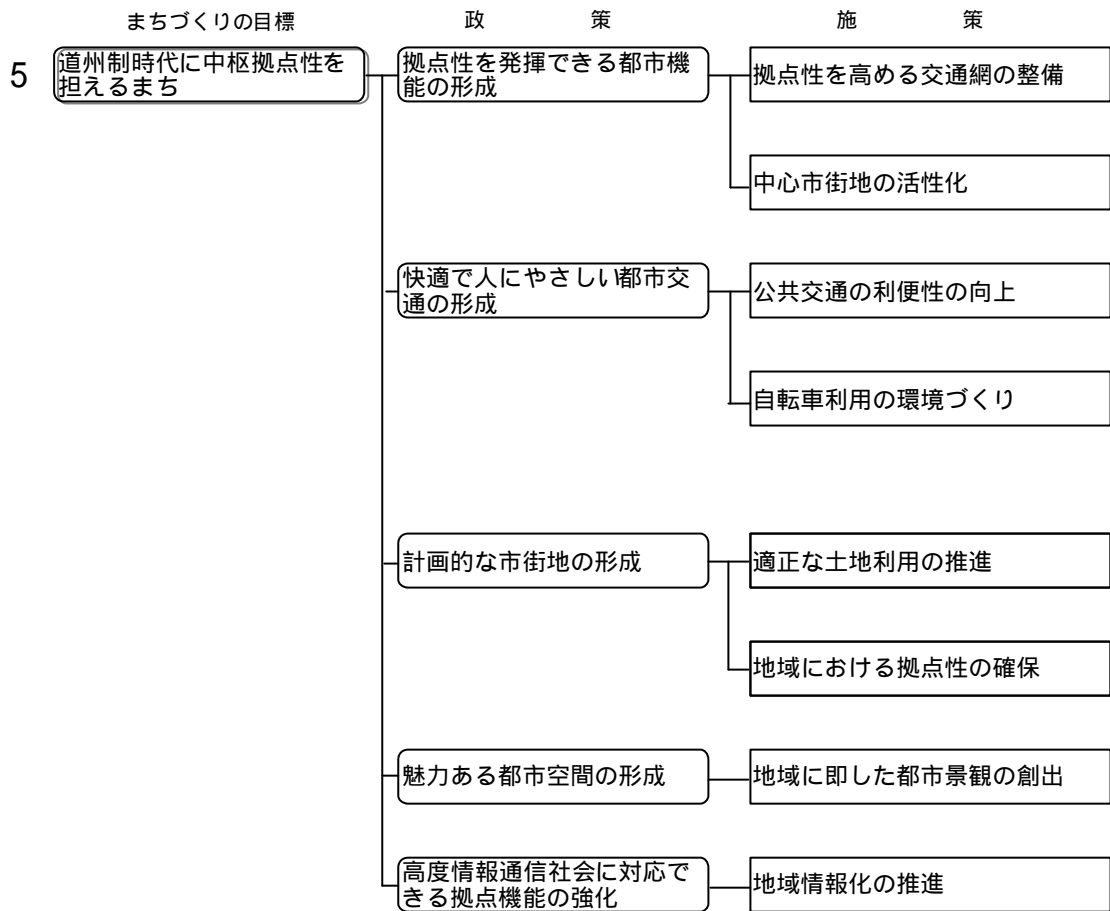 まちづくりの目標 政 策 施 策
5 道州制時代に中枢拠点性を
担えるまち
拠点性を発揮できる都市機
能の形成
拠点性を高める交通網の整備
中心市街地の活性化
快適で人にやさしい都市交
通の形成
公共交通の利便性の向上
自転車利用の環境づくり
計画的な市街地の形成
適正な土地利用の推進
地域における拠点性の確保
魅力ある都市空間の形成
地域に即した都市景観の創出
高度情報通信社会に対応で
きる拠点機能の強化
地域情報化の推進